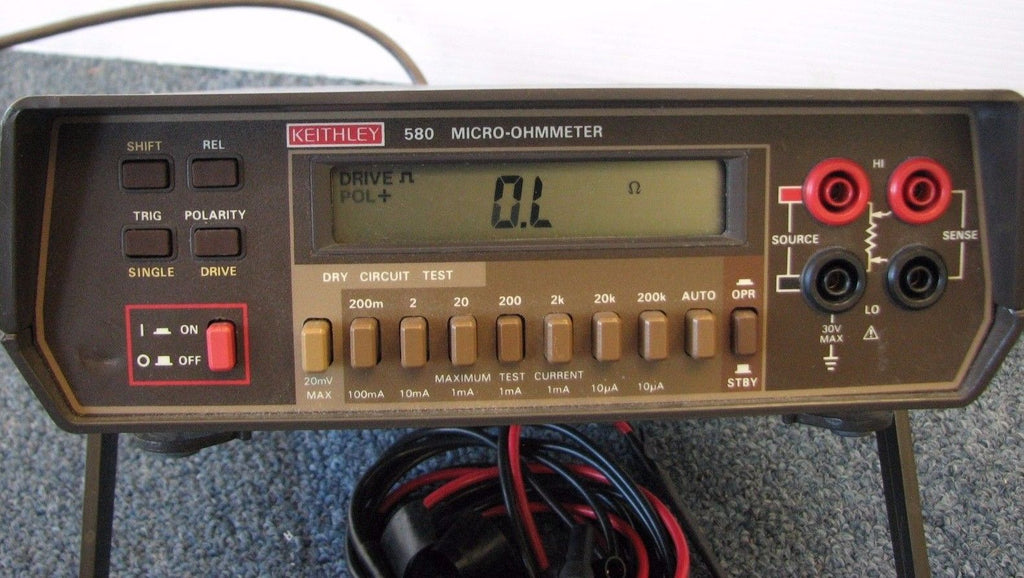 KEITHLEY 580 MICRO-OHMMETER
SHIFT REL
TRIG POLARITY
SINGLE DRIVE
I ON
O OFF
DRIVE
POL+
0.L Ω
DRY CIRCUIT TEST
200m 2 20 200 2k 20k 200k AUTO OPR
20mV MAX
MAXIMUM TEST CURRENT
100mA 10mA 1mA 1mA 1mA 10µA 10µA
STBY
HI
SOURCE SENSE
LO
30V
MAX